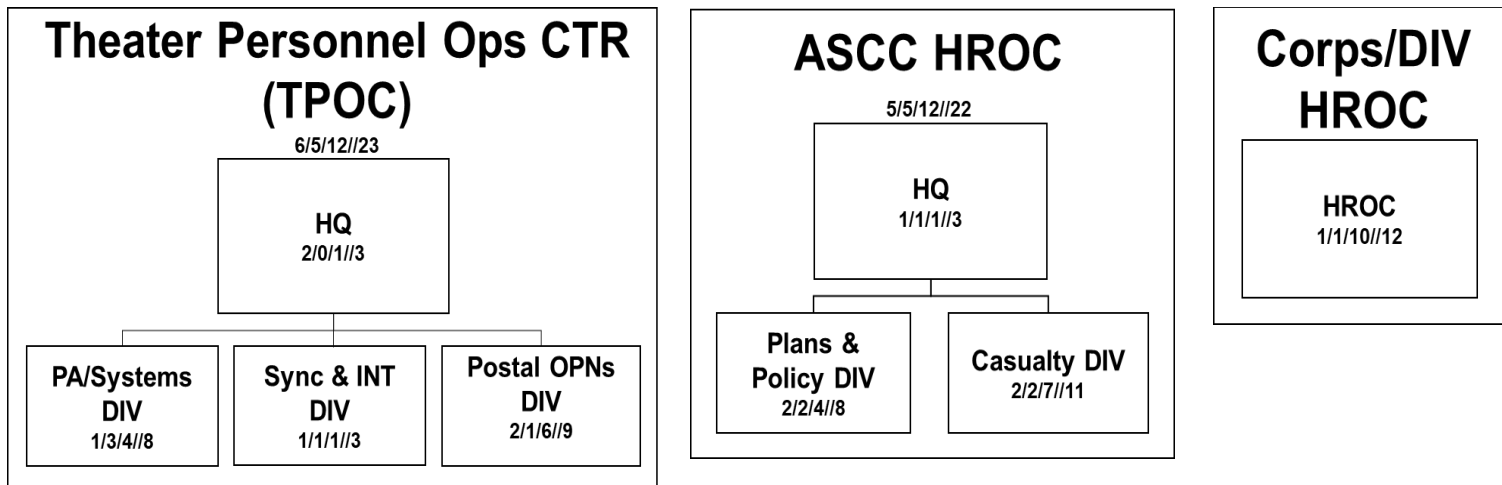 Theater Personnel Ops CTR
(TPOC)
6/5/12//23
HQ
2/0/1//3
PA/Systems
DIV
1/3/4//8
Sync & INT
DIV
1/1/1//3
Postal OPNs
DIV
2/1/6//9
ASCC HROC
5/5/12//22
HQ
1/1/1//3
Plans &
Policy DIV
2/2/4//8
Casualty DIV
2/2/7//11
Corps/DIV
HROC
HROC
1/1/10//12